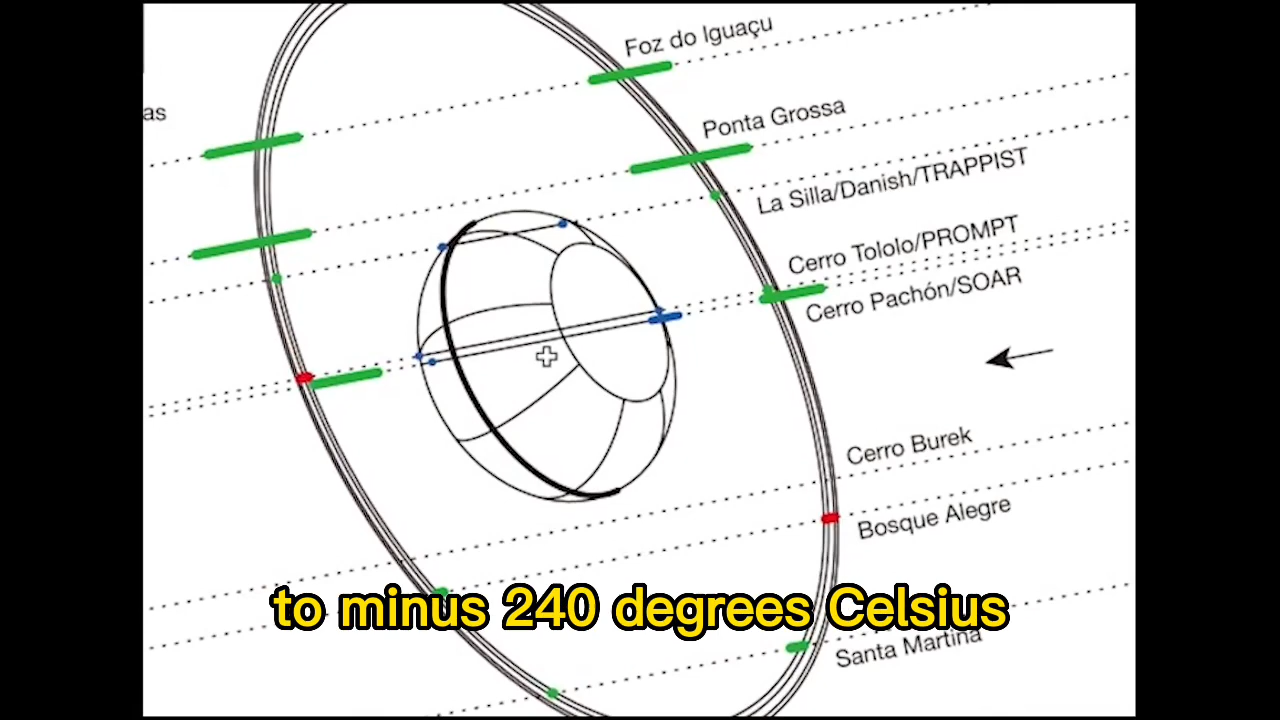 Foz do Iguaçu
as
Ponta Grossa
La Silla/Danish/TRAPPIST
Cerro Tololo/PROMPT
Cerro Pachón/SOAR
Cerro Burek
Bosque Alegre
to minus 240 degrees Celsius
Santa Martina